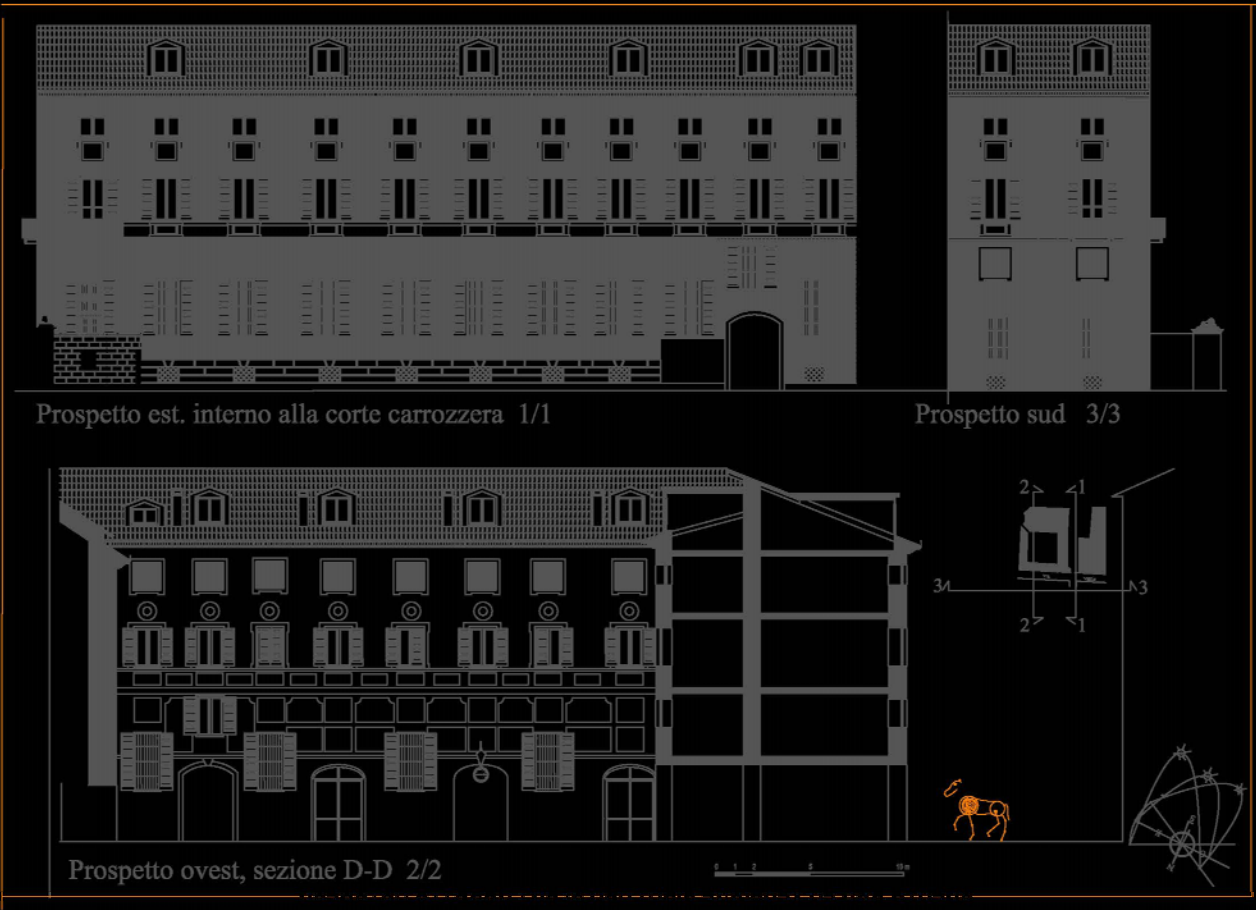 Prospetto est. interno alla corte carrozzera 1/1
Prospetto sud 3/3
2 1
3 3
2 1
Prospetto ovest, sezione D-D 2/2
0 1 2 5 10 m